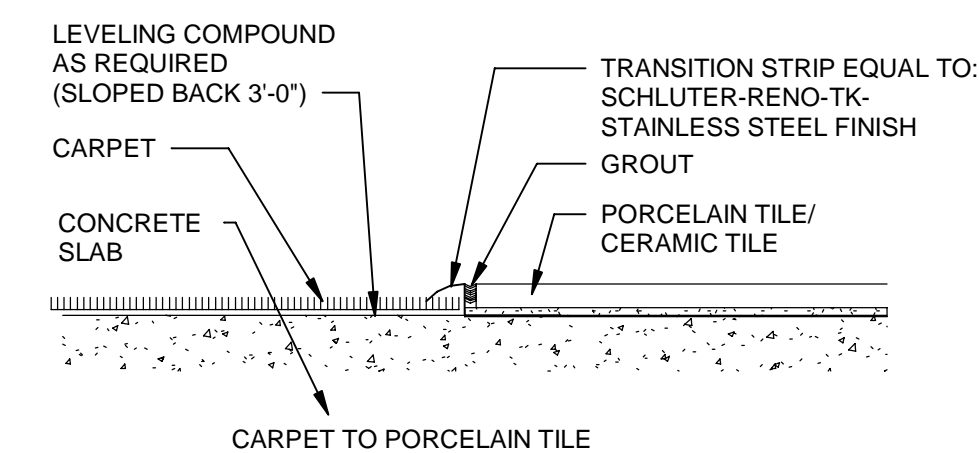 LEVELING COMPOUND
AS REQUIRED
(SLOPED BACK 3'-0")
CARPET
CONCRETE
SLAB
TRANSITION STRIP EQUAL TO:
SCHLUTER-RENO-TK-
STAINLESS STEEL FINISH
GROUT
PORCELAIN TILE/
CERAMIC TILE
CARPET TO PORCELAIN TILE